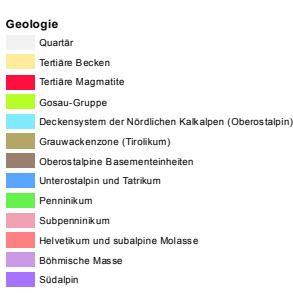 Geologie
Quartär
Tertiäre Becken
Tertiäre Magmatite
Gosau-Gruppe
Deckensystem der Nördlichen Kalkalpen (Oberostalpin)
Grauwackenzone (Tirolikum)
Oberostalpine Basementeinheiten
Unterostalpin und Tatrikum
Penninikum
Subpenninikum
Helvetikum und subalpine Molasse
Böhmische Masse
Südalpin